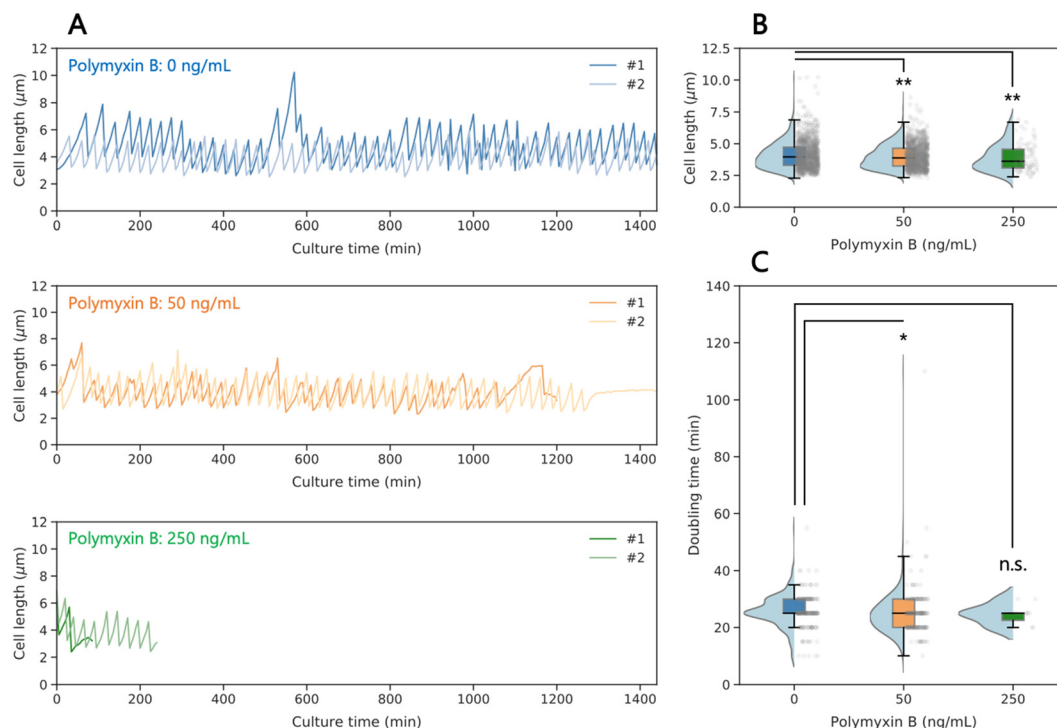 A
Polymyxin B: 0 ng/mL
#1
#2
12
10
8
6
4
2
0
Cell length (μm)
0 200 400 600 800 1000 1200 1400
Culture time (min)
Polymyxin B: 50 ng/mL
#1
#2
12
10
8
6
4
2
0
Cell length (μm)
0 200 400 600 800 1000 1200 1400
Culture time (min)
Polymyxin B: 250 ng/mL
#1
#2
12
10
8
6
4
2
0
Cell length (μm)
0 200 400 600 800 1000 1200 1400
Culture time (min)
B
12.5
10.0
7.5
5.0
2.5
0.0
Cell length (μm)
**
**
0 50 250
Polymyxin B (ng/mL)
C
140
120
100
80
60
40
20
0
Doubling time (min)
*
n.s.
0 50 250
Polymyxin B (ng/mL)